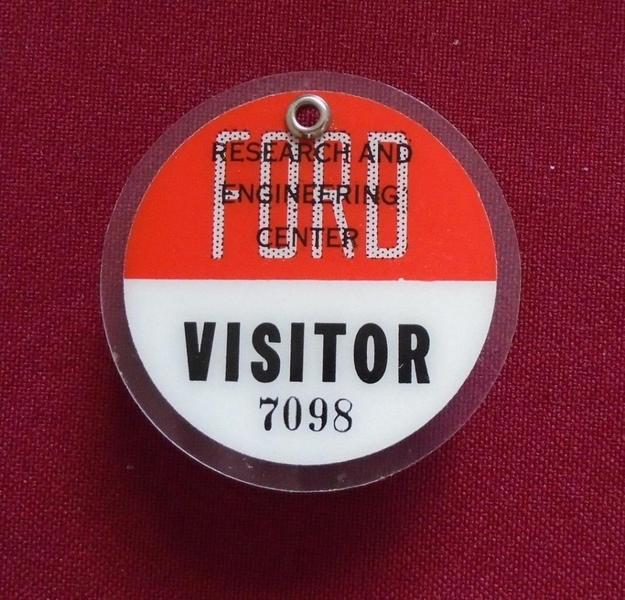 FORD
RESEARCH AND
ENGINEERING
CENTER
VISITOR
7098